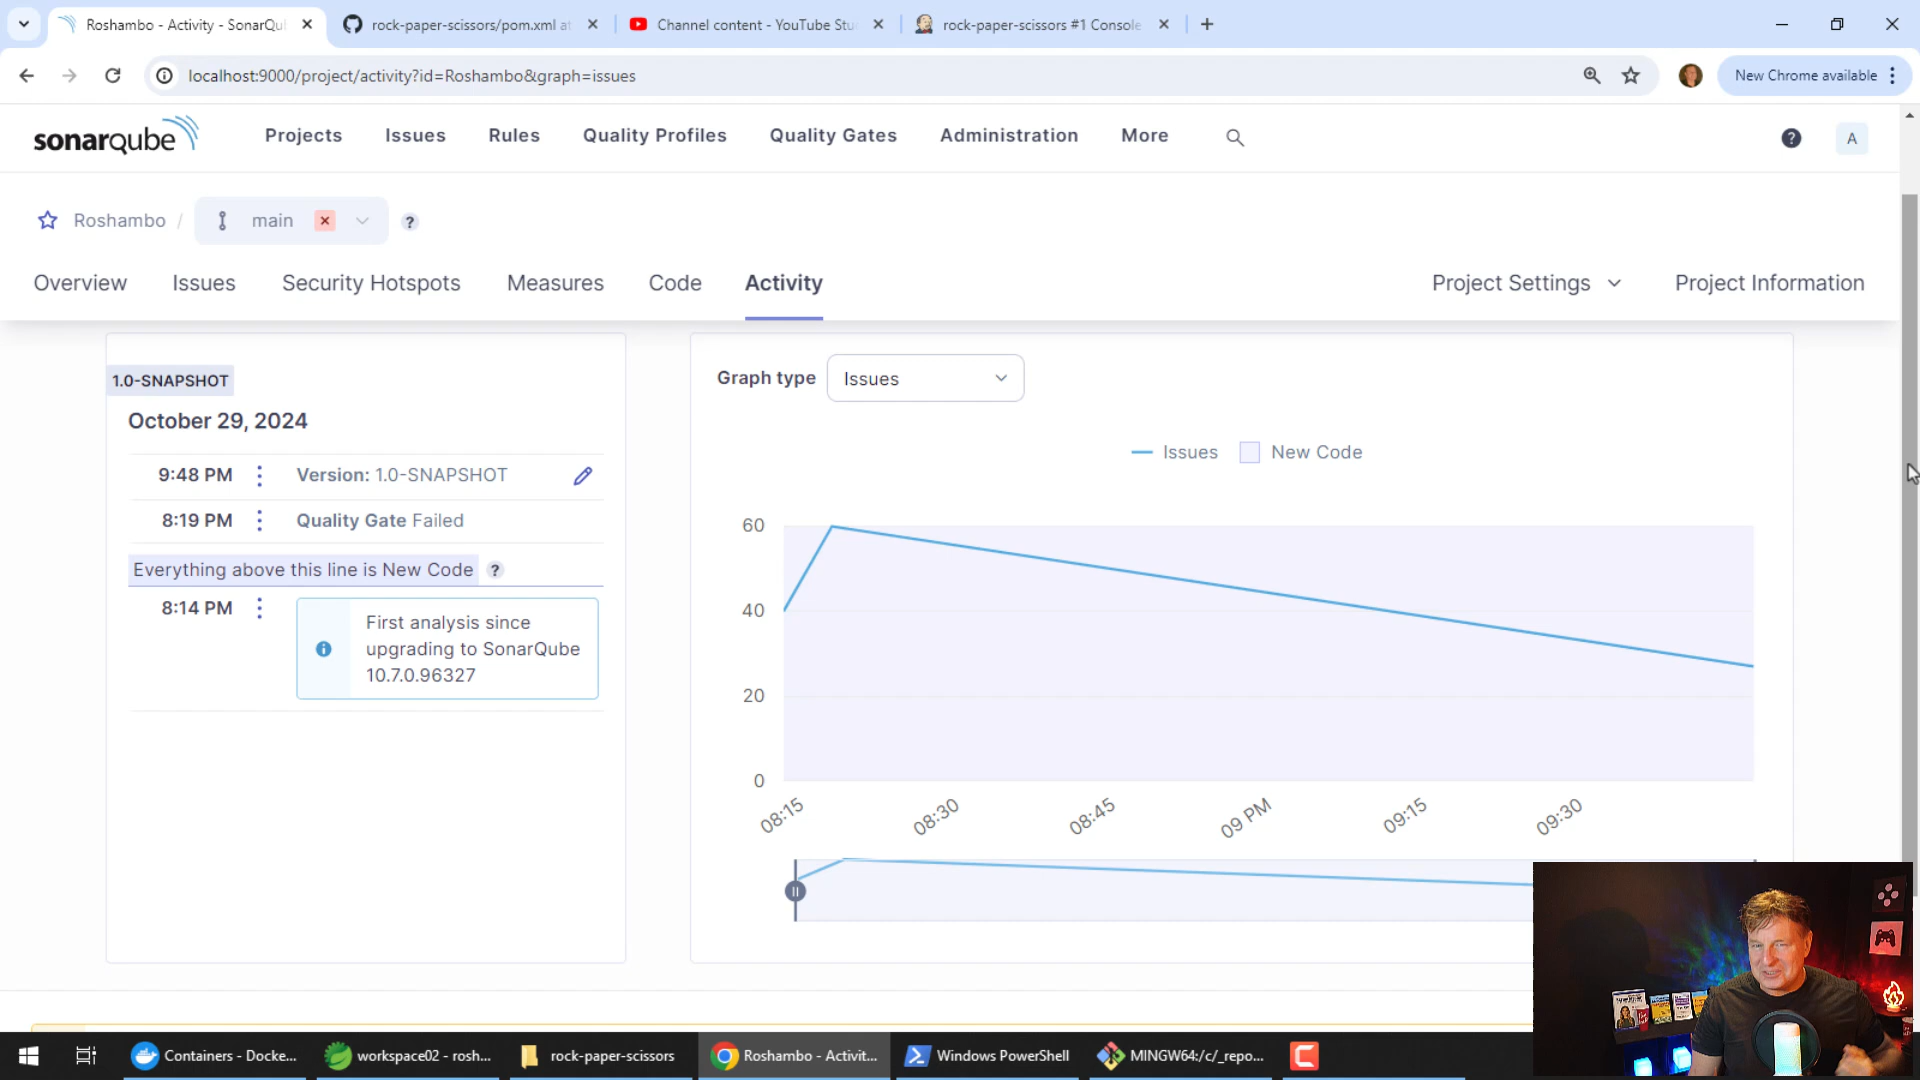 Roshambo - Activity - SonarQu
rock-paper-scissors/pom.xml at
Channel content - YouTube Stu
rock-paper-scissors #1 Console
localhost:9000/project/activity?id=Roshambo&graph=issues
New Chrome available
sonarqube
Projects
Issues
Rules
Quality Profiles
Quality Gates
Administration
More
?
A
Roshambo /
main
?
Overview
Issues
Security Hotspots
Measures
Code
Activity
Project Settings
Project Information
1.0-SNAPSHOT
October 29, 2024
9:48 PM
Version: 1.0-SNAPSHOT
8:19 PM
Quality Gate Failed
Everything above this line is New Code ?
8:14 PM
First analysis since
upgrading to SonarQube
10.7.0.96327
Graph type
Issues
Issues
New Code
60
40
20
0
08:15
08:30
08:45
09 PM
09:15
09:30
Containers - Docke...
workspace02 - rosh...
rock-paper-scissors
Roshambo - Activit...
Windows PowerShell
MINGW64:/c/_repo...